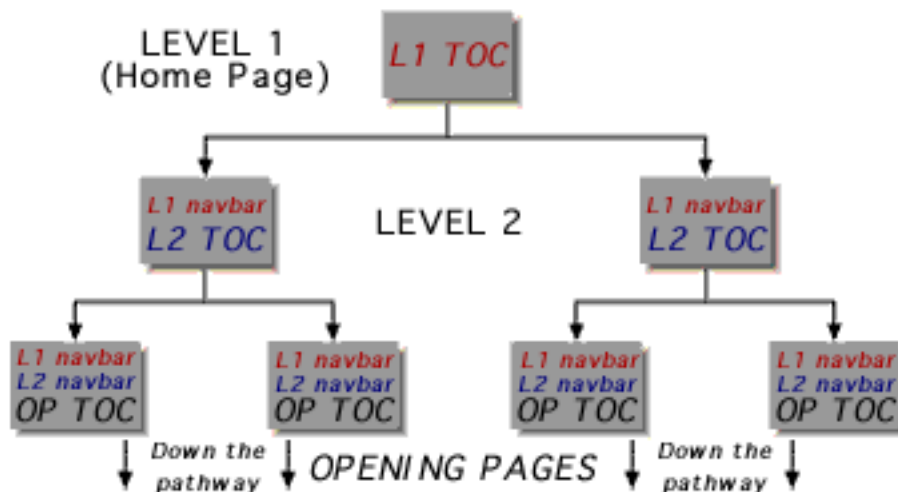 LEVEL 1
(Home Page)
L1 TOC
L1 navbar
L2 TOC
LEVEL 2
L1 navbar
L2 TOC
L1 navbar
L2 navbar
OP TOC
L1 navbar
L2 navbar
OP TOC
L1 navbar
L2 navbar
OP TOC
L1 navbar
L2 navbar
OP TOC
Down the
pathway
OPENING PAGES
Down the
pathway